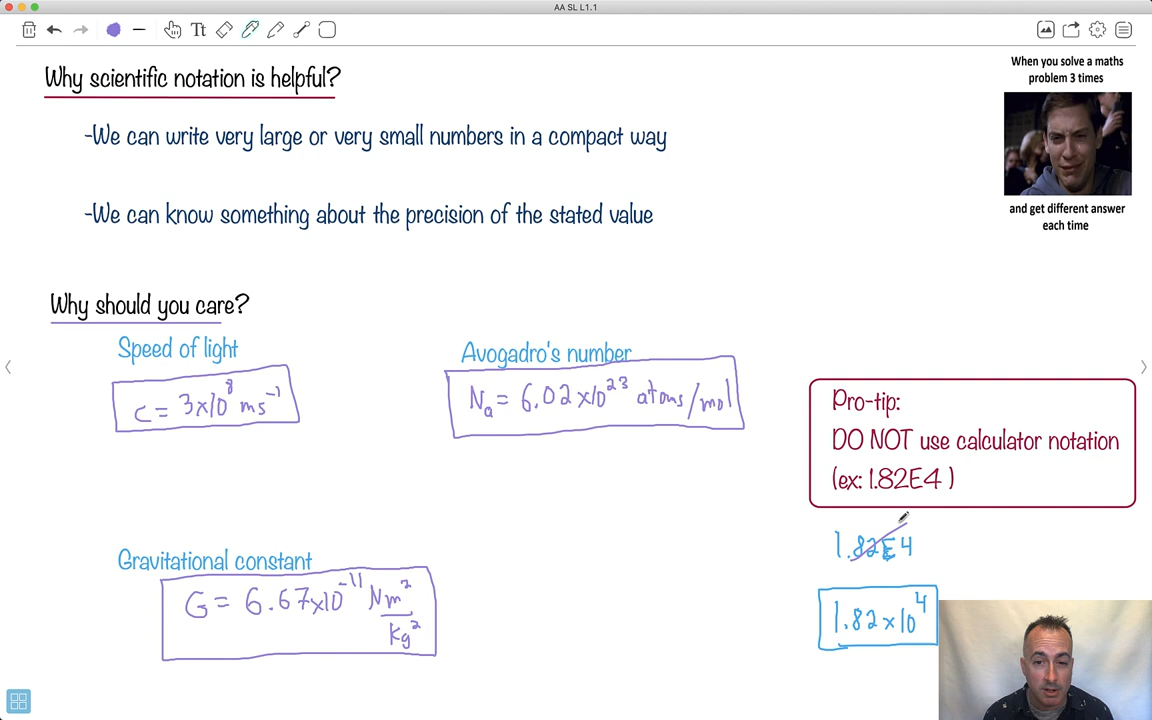 AA SL L1.1
Tt
Why scientific notation is helpful?
-We can write very large or very small numbers in a compact way
-We can know something about the precision of the stated value
When you solve a maths
problem 3 times
and get different answer
each time
Why should you care?
Speed of light
c = 3x10⁸ ms⁻¹
Avogadro's number
Nₐ = 6.02x10²³ atoms/mol
Gravitational constant
G = 6.67x10⁻¹¹ Nm²
kg²
Pro-tip:
DO NOT use calculator notation
(ex: 1.82E4 )
1.82E4
1.82x10⁴